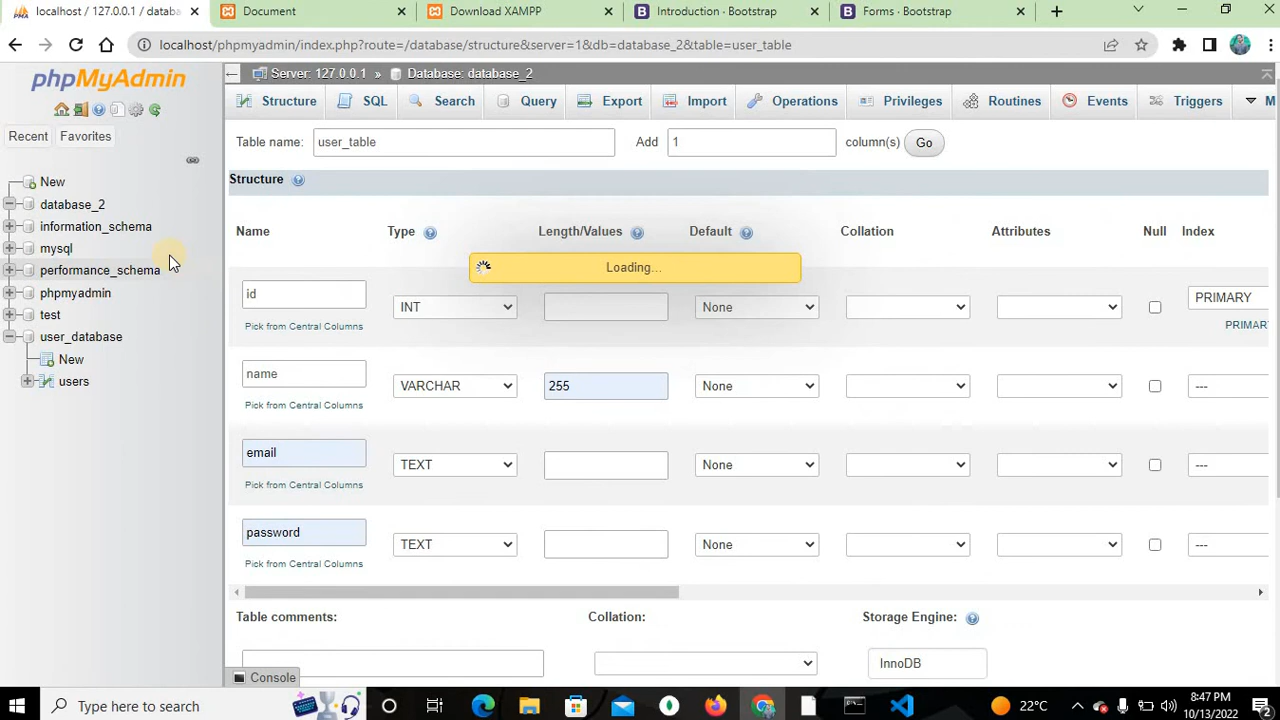 localhost / 127.0.0.1 / databa
Document
Download XAMPP
Introduction · Bootstrap
Forms · Bootstrap
localhost/phpmyadmin/index.php?route=/database/structure&server=1&db=database_2&table=user_table
phpMyAdmin
Server: 127.0.0.1 » Database: database_2
Structure SQL Search Query Export Import Operations Privileges Routines Events Triggers M
Recent Favorites
New
database_2
information_schema
mysql
performance_schema
phpmyadmin
test
user_database
New
users
Table name: user_table Add 1 column(s) Go
Structure
Name Type Length/Values Default Collation Attributes Null Index
Loading...
id INT None PRIMARY
Pick from Central Columns PRIMAR
name VARCHAR 255 None ---
Pick from Central Columns
email TEXT None ---
Pick from Central Columns
password TEXT None ---
Pick from Central Columns
Table comments: Collation: Storage Engine:
InnoDB
Console
Type here to search
22°C
8:47 PM
10/13/2022
2